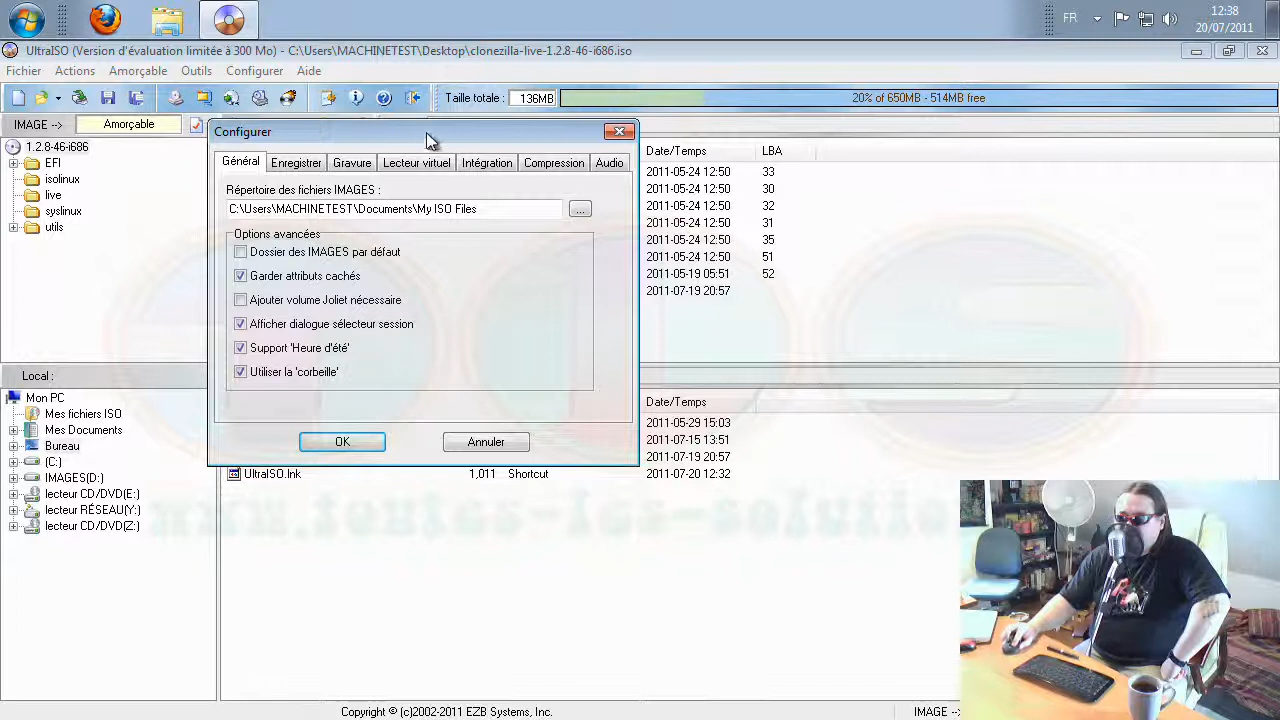 FR
12:38
20/07/2011
UltraISO (Version d'évaluation limitée à 300 Mo) - C:\Users\MACHINETEST\Desktop\clonezilla-live-1.2.8-46-i686.iso
Fichier Actions Amorçable Outils Configurer Aide
Taille totale : 136MB 20% of 650MB - 514MB free
IMAGE --> Amorçable
1.2.8-46-i686
EFI
isolinux
live
syslinux
utils
Configurer
Général Enregistrer Gravure Lecteur virtuel Intégration Compression Audio
Répertoire des fichiers IMAGES :
C:\Users\MACHINETEST\Documents\My ISO Files ...
Options avancées
Dossier des IMAGES par défaut
Garder attributs cachés
Ajouter volume Joliet nécessaire
Afficher dialogue sélecteur session
Support 'Heure d'été'
Utiliser la 'corbeille'
OK Annuler
Date/Temps LBA
2011-05-24 12:50 33
2011-05-24 12:50 30
2011-05-24 12:50 32
2011-05-24 12:50 31
2011-05-24 12:50 35
2011-05-24 12:50 51
2011-05-19 05:51 52
2011-07-19 20:57
Local :
Mon PC
Mes fichiers ISO
Mes Documents
Bureau
(C:)
IMAGES(D:)
lecteur CD/DVD(E:)
lecteur RÉSEAU(Y:)
lecteur CD/DVD(Z:)
Date/Temps
2011-05-29 15:03
2011-07-15 13:51
2011-07-19 20:57
UltraISO.lnk 1,011 Shortcut 2011-07-20 12:32
Copyright © (c)2002-2011 EZB Systems, Inc.
IMAGE -->